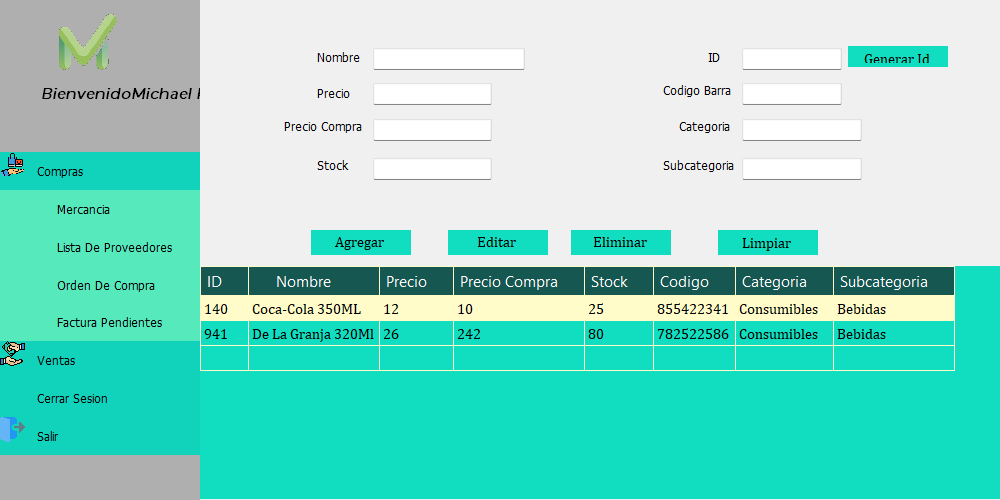 BienvenidoMichael
Compras
Mercancia
Lista De Proveedores
Orden De Compra
Factura Pendientes
Ventas
Cerrar Sesion
Salir
Nombre
ID
Generar Id
Precio
Codigo Barra
Precio Compra
Categoria
Stock
Subcategoria
Agregar
Editar
Eliminar
Limpiar
ID Nombre Precio Precio Compra Stock Codigo Categoria Subcategoria
140 Coca-Cola 350ML 12 10 25 855422341 Consumibles Bebidas
941 De La Granja 320Ml 26 242 80 782522586 Consumibles Bebidas